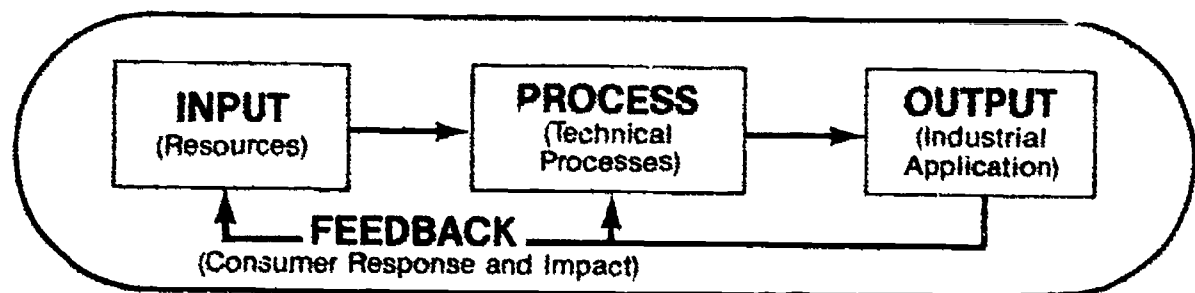 INPUT
(Resources)
PROCESS
(Technical
Processes)
OUTPUT
(Industrial
Application)
FEEDBACK
(Consumer Response and Impact)